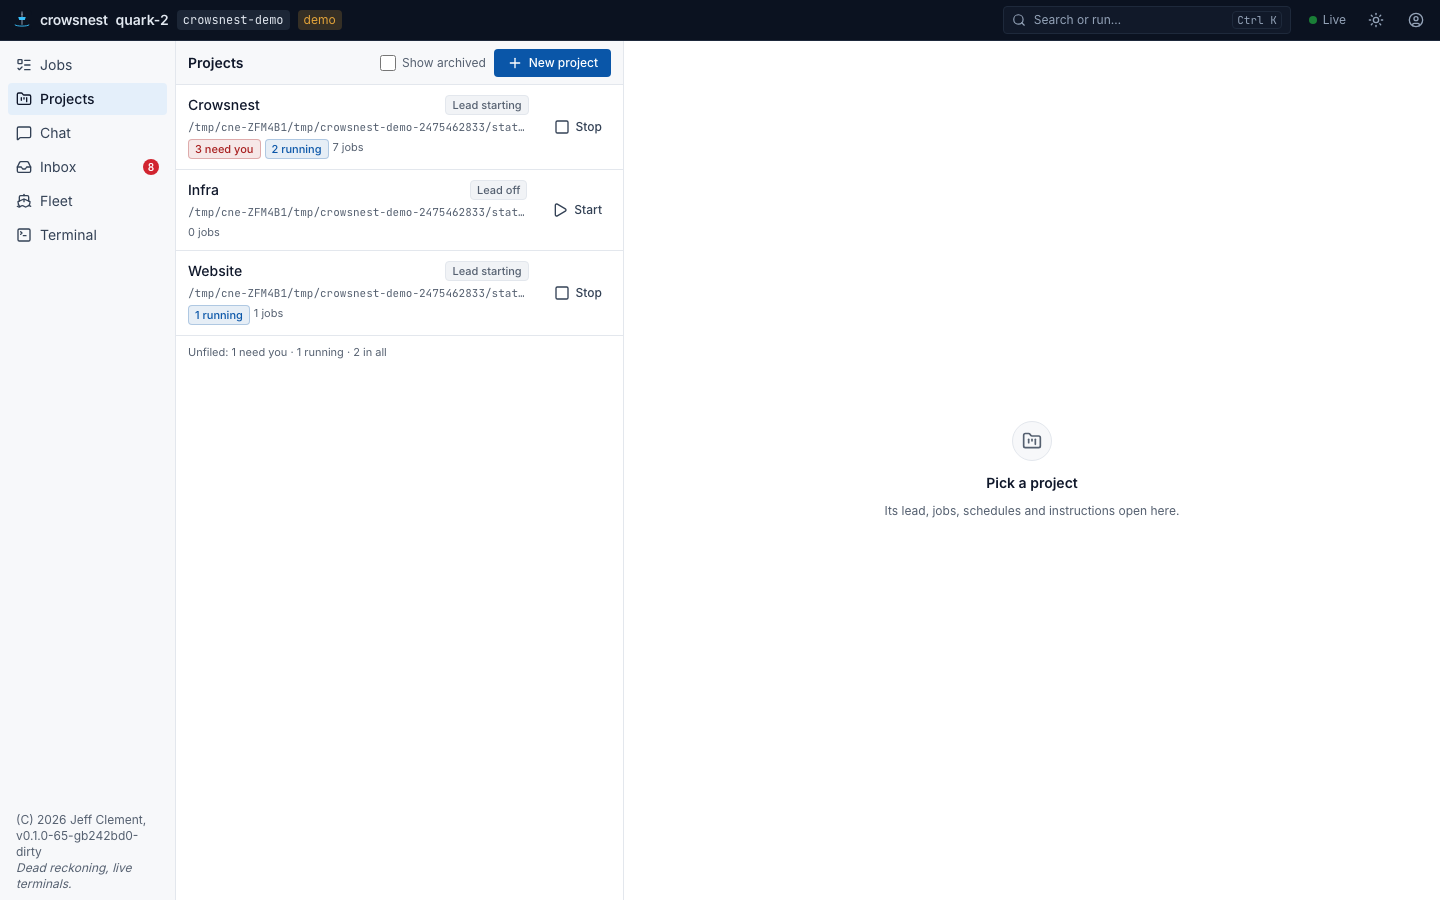 crowsnest quark-2 crowsnest-demo demo
Search or run... Ctrl K
Live
Jobs
Projects
Chat
Inbox 8
Fleet
Terminal
Projects
Show archived
New project
Crowsnest Lead starting
/tmp/cne-ZFM4B1/tmp/crowsnest-demo-2475462833/stat…
3 need you 2 running 7 jobs
Stop
Infra Lead off
/tmp/cne-ZFM4B1/tmp/crowsnest-demo-2475462833/stat…
0 jobs
Start
Website Lead starting
/tmp/cne-ZFM4B1/tmp/crowsnest-demo-2475462833/stat…
1 running 1 jobs
Stop
Unfiled: 1 need you · 1 running · 2 in all
Pick a project
Its lead, jobs, schedules and instructions open here.
(C) 2026 Jeff Clement,
v0.1.0-65-gb242bd0-
dirty
Dead reckoning, live
terminals.